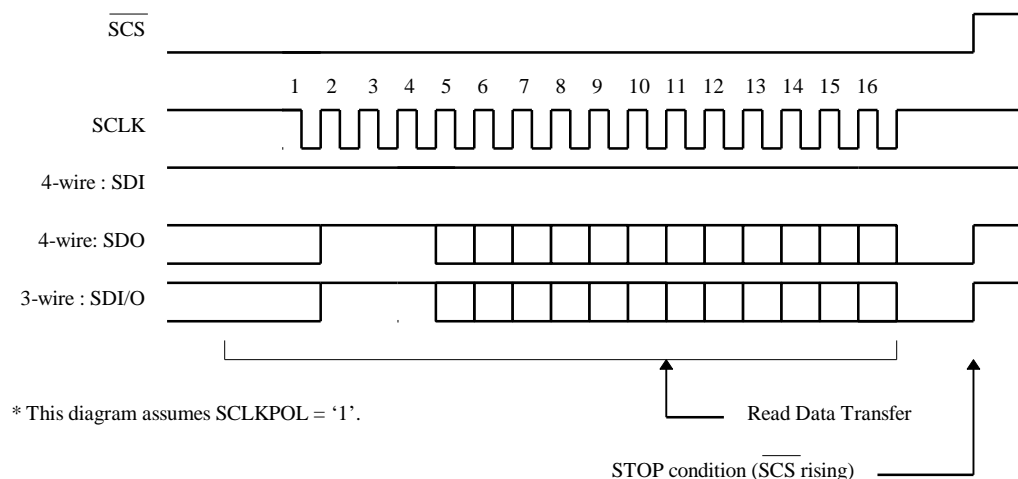 SCS
1 2 3 4 5 6 7 8 9 10 11 12 13 14 15 16
SCLK
4-wire : SDI
4-wire: SDO
3-wire : SDI/O
* This diagram assumes SCLKPOL = ‘1’.
Read Data Transfer
STOP condition (SCS rising)